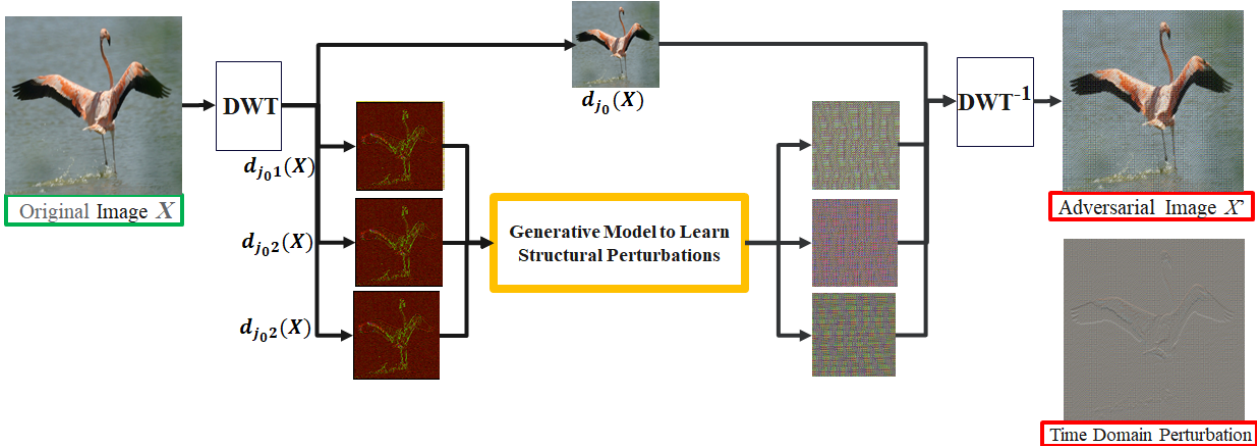 DWT
d_{j_0}(X)
DWT⁻¹
d_{j_0 1}(X)
Original Image X
Adversarial Image X'
d_{j_0 2}(X)
Generative Model to Learn
Structural Perturbations
d_{j_0 2}(X)
Time Domain Perturbation